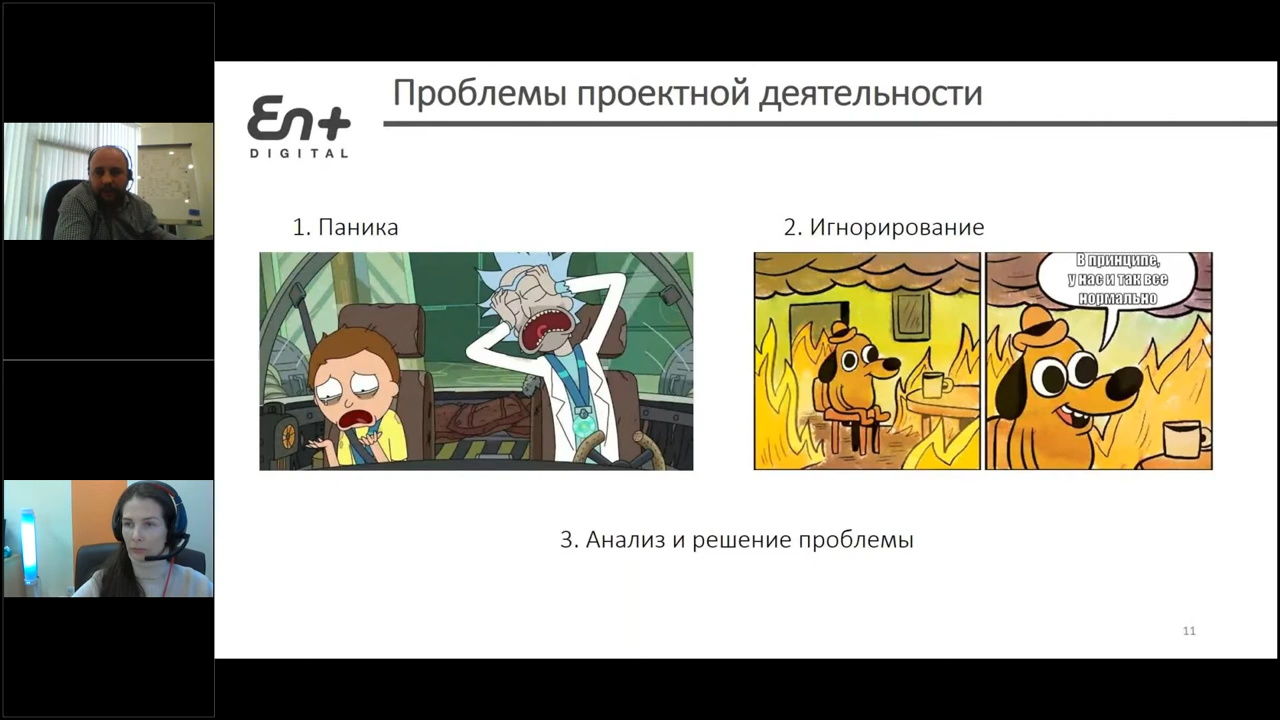 Проблемы проектной деятельности
En+
DIGITAL
1. Паника
2. Игнорирование
В принципе,
у нас и так все
нормально
3. Анализ и решение проблемы
11